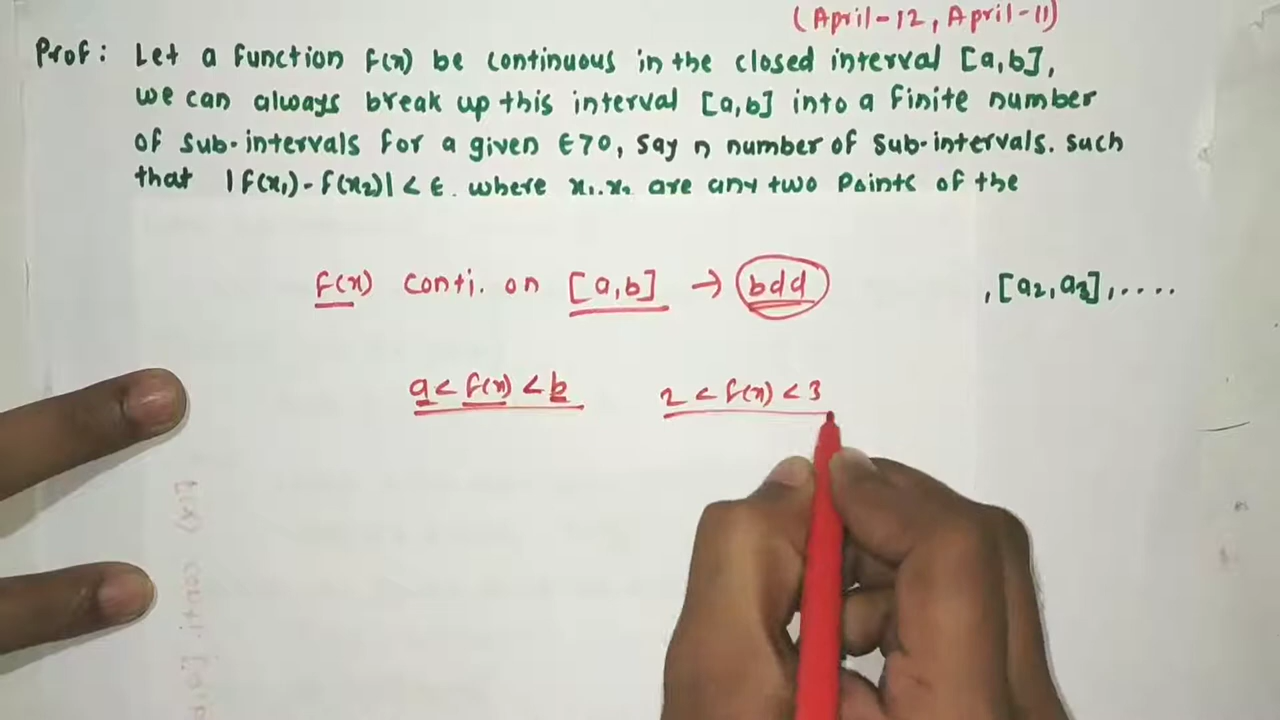 (April-12, April-11)
Prof: Let a function f(x) be continuous in the closed interval [a,b],
we can always break up this interval [a,b] into a finite number
of sub-intervals for a given ε>0, say n number of sub-intervals. such
that |f(x₁)-f(x₂)|<ε. where x₁, x₂ are any two Points of the
f(x) conti. on [a,b] → bdd
,[a₂,a₃],....
a<f(x)<b 2<f(x)<3